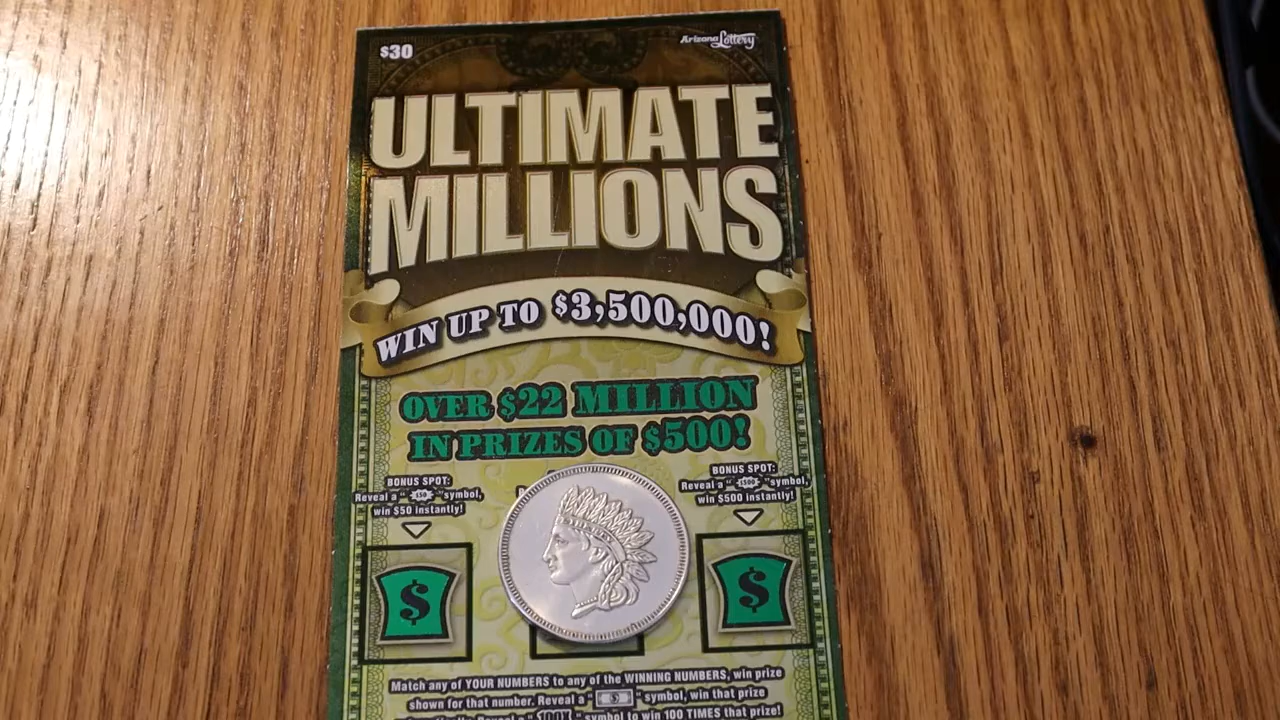 $30
Arizona Lottery
ULTIMATE
MILLIONS
WIN UP TO $3,500,000!
OVER $22 MILLION
IN PRIZES OF $500!
BONUS SPOT:
Reveal a " $50 " symbol,
win $50 instantly!
$
BONUS SPOT:
Reveal a " $500 " symbol,
win $500 instantly!
$
Match any of YOUR NUMBERS to any of the WINNING NUMBERS, win prize
shown for that number. Reveal a " $ " symbol, win that prize
Reveal a " 100X " symbol to win 100 TIMES that prize!